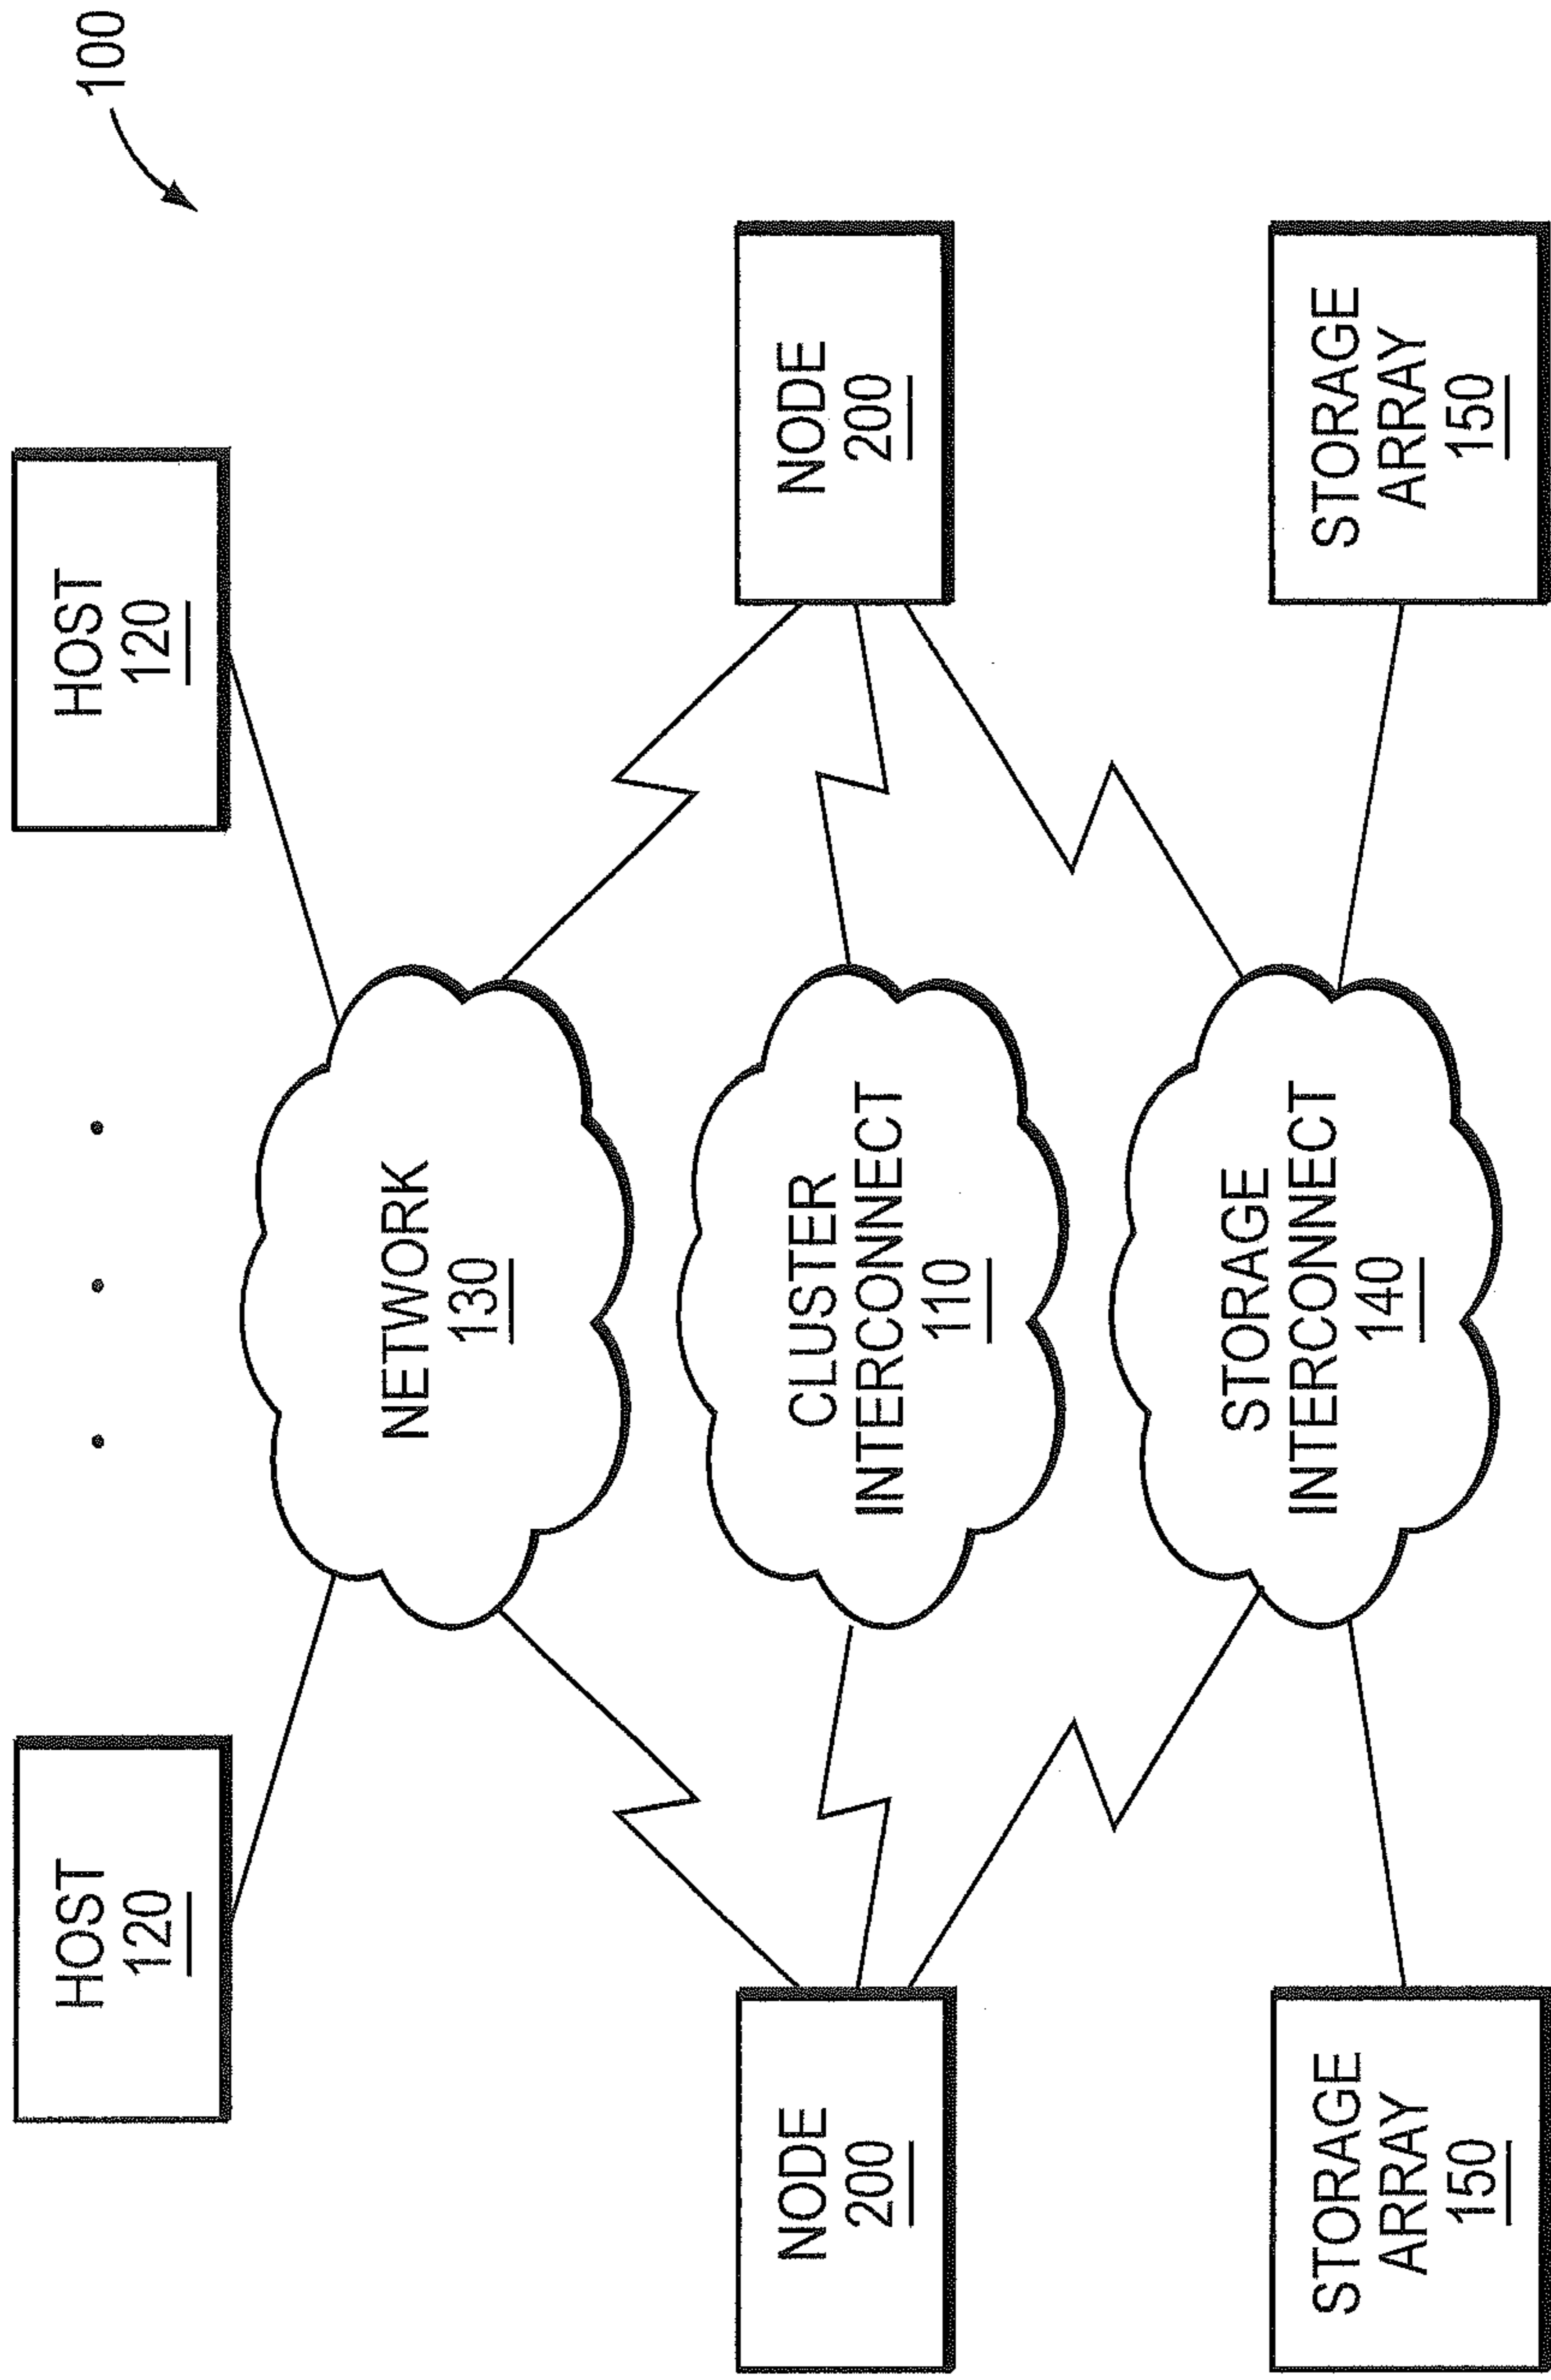 100
HOST
120
. . .
HOST
120
NETWORK
130
NODE
200
CLUSTER
INTERCONNECT
110
NODE
200
STORAGE
ARRAY
150
STORAGE
INTERCONNECT
140
STORAGE
ARRAY
150